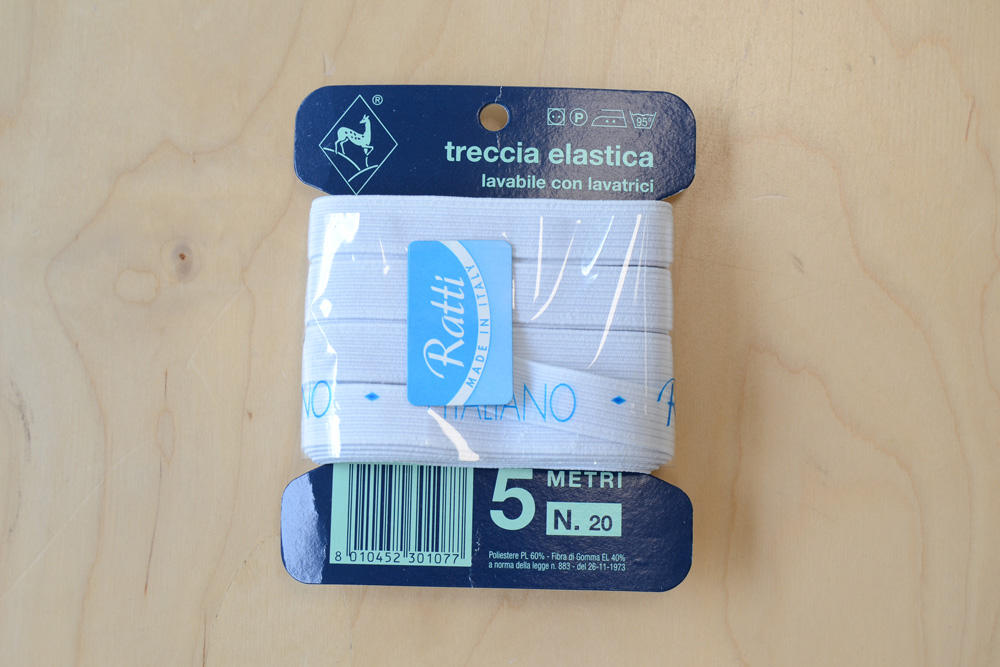 ®
P 95°
treccia elastica
lavabile con lavatrici
Ratti
MADE IN ITALY
NO ITALIANO
5 METRI
N. 20
8 010452 301077
Poliestere PL 60% - Fibra di Gomma EL 40%
a norma della legge n. 883 - del 26-11-1973